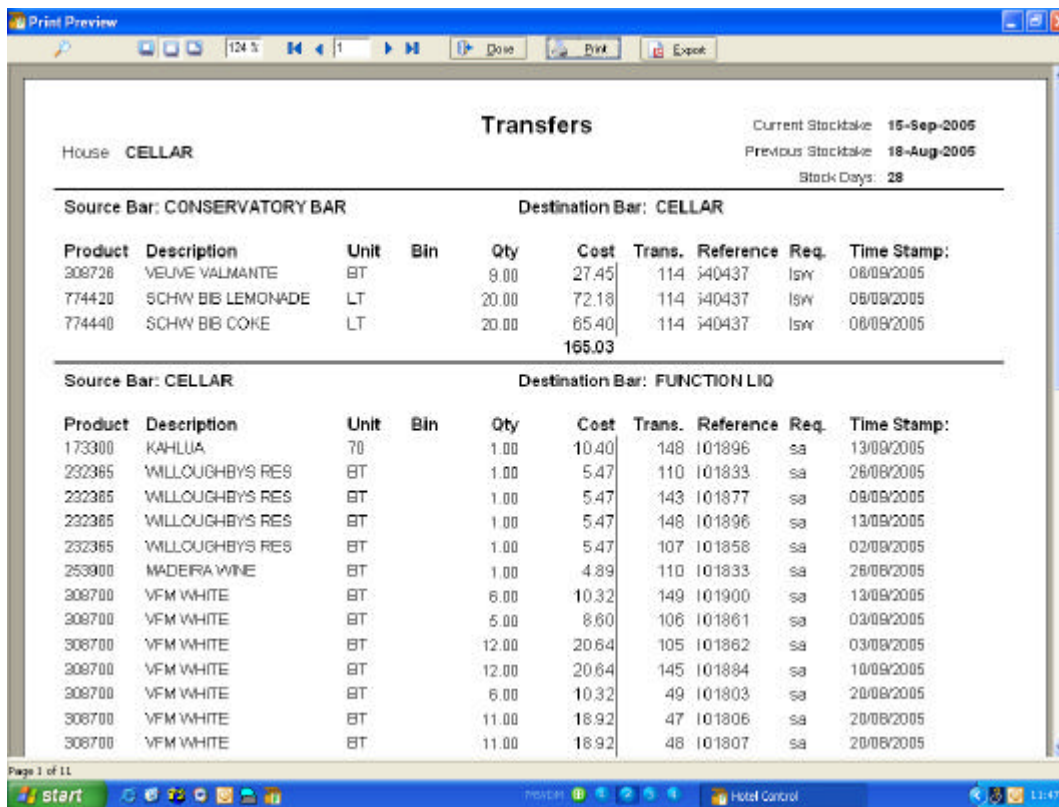 Print Preview
124 % 1 Close Print Export
Transfers
Current Stocktake 15-Sep-2005
House CELLAR
Previous Stocktake 18-Aug-2005
Stock Days: 28
Source Bar: CONSERVATORY BAR Destination Bar: CELLAR
Product Description Unit Bin Qty Cost Trans. Reference Req. Time Stamp:
308726 VEUVE VALMANTE BT 9.00 27.45 114 540437 lsw 06/09/2005
774420 SCHW BIB LEMONADE LT 20.00 72.18 114 540437 lsw 06/09/2005
774440 SCHW BIB COKE LT 20.00 65.40 114 540437 lsw 06/09/2005
165.03
Source Bar: CELLAR Destination Bar: FUNCTION LIQ
Product Description Unit Bin Qty Cost Trans. Reference Req. Time Stamp:
173300 KAHLUA 70 1.00 10.40 148 I01896 sa 13/09/2005
232365 WILLOUGHBYS RES BT 1.00 5.47 110 I01833 sa 26/08/2005
232365 WILLOUGHBYS RES BT 1.00 5.47 143 I01877 sa 09/09/2005
232365 WILLOUGHBYS RES BT 1.00 5.47 148 I01896 sa 13/09/2005
232365 WILLOUGHBYS RES BT 1.00 5.47 107 I01858 sa 02/09/2005
253900 MADEIRA WINE BT 1.00 4.89 110 I01833 sa 26/08/2005
308700 VFM WHITE BT 6.00 10.32 149 I01900 sa 13/09/2005
308700 VFM WHITE BT 5.00 8.60 106 I01861 sa 03/09/2005
308700 VFM WHITE BT 12.00 20.64 105 I01862 sa 03/09/2005
308700 VFM WHITE BT 12.00 20.64 145 I01884 sa 10/09/2005
308700 VFM WHITE BT 6.00 10.32 49 I01803 sa 20/08/2005
308700 VFM WHITE BT 11.00 18.92 47 I01806 sa 20/08/2005
308700 VFM WHITE BT 11.00 18.92 48 I01807 sa 20/08/2005
Page 1 of 11
start Hotel Control 11:47